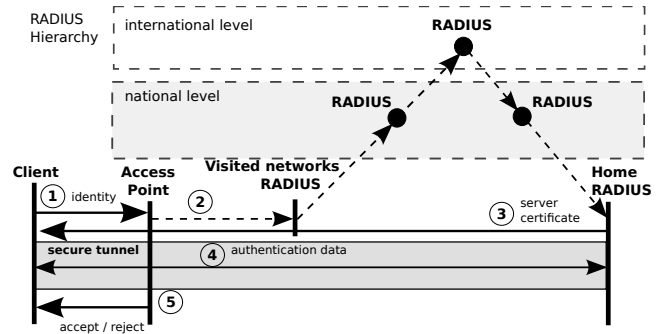 RADIUS
Hierarchy
international level
RADIUS
national level
RADIUS
RADIUS
Client
Access
Point
Visited networks
RADIUS
Home
RADIUS
1 identity
2
3 server
certificate
secure tunnel
4 authentication data
5
accept / reject